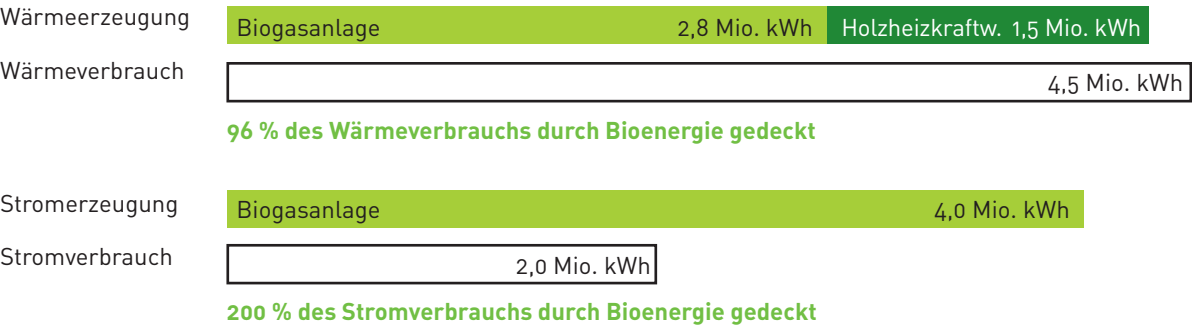 Wärmeerzeugung
Biogasanlage 2,8 Mio. kWh Holzheizkraftw. 1,5 Mio. kWh
Wärmeverbrauch
4,5 Mio. kWh
96 % des Wärmeverbrauchs durch Bioenergie gedeckt
Stromerzeugung
Biogasanlage 4,0 Mio. kWh
Stromverbrauch
2,0 Mio. kWh
200 % des Stromverbrauchs durch Bioenergie gedeckt